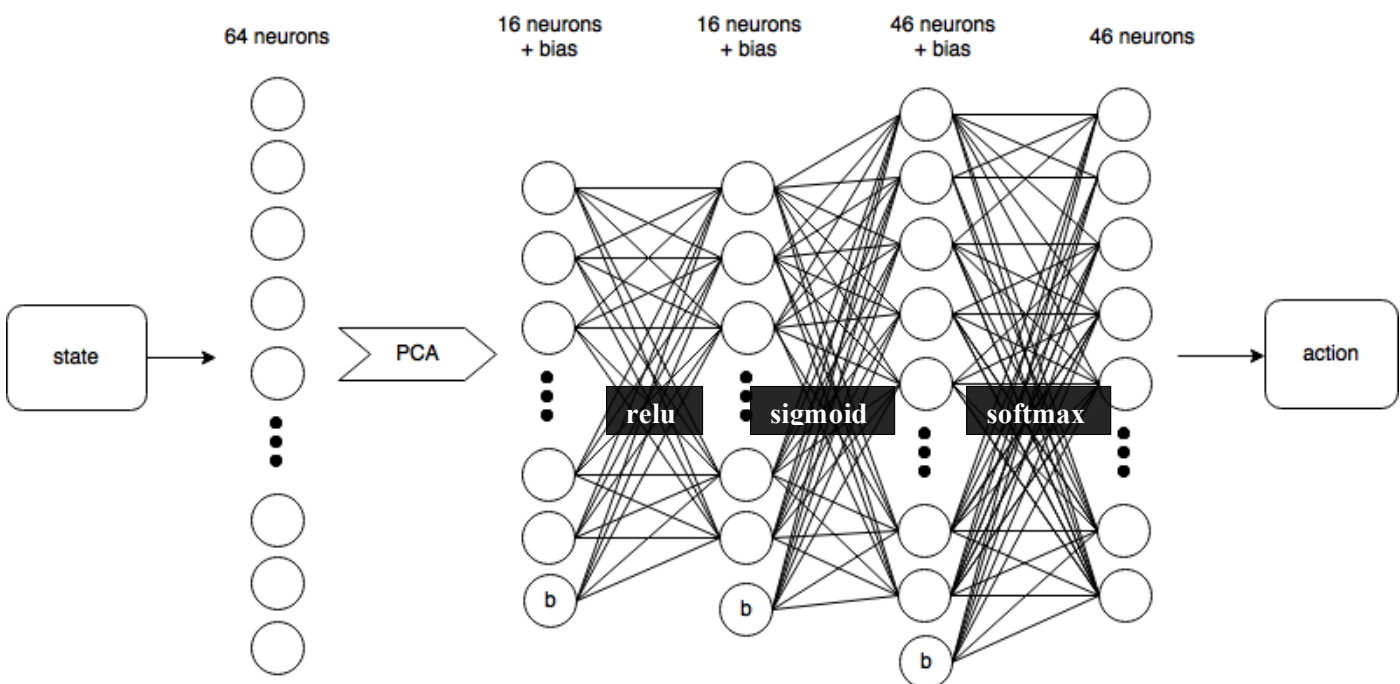 64 neurons
16 neurons
+ bias
16 neurons
+ bias
46 neurons
+ bias
46 neurons
state
PCA
relu
sigmoid
softmax
action
b
b
b